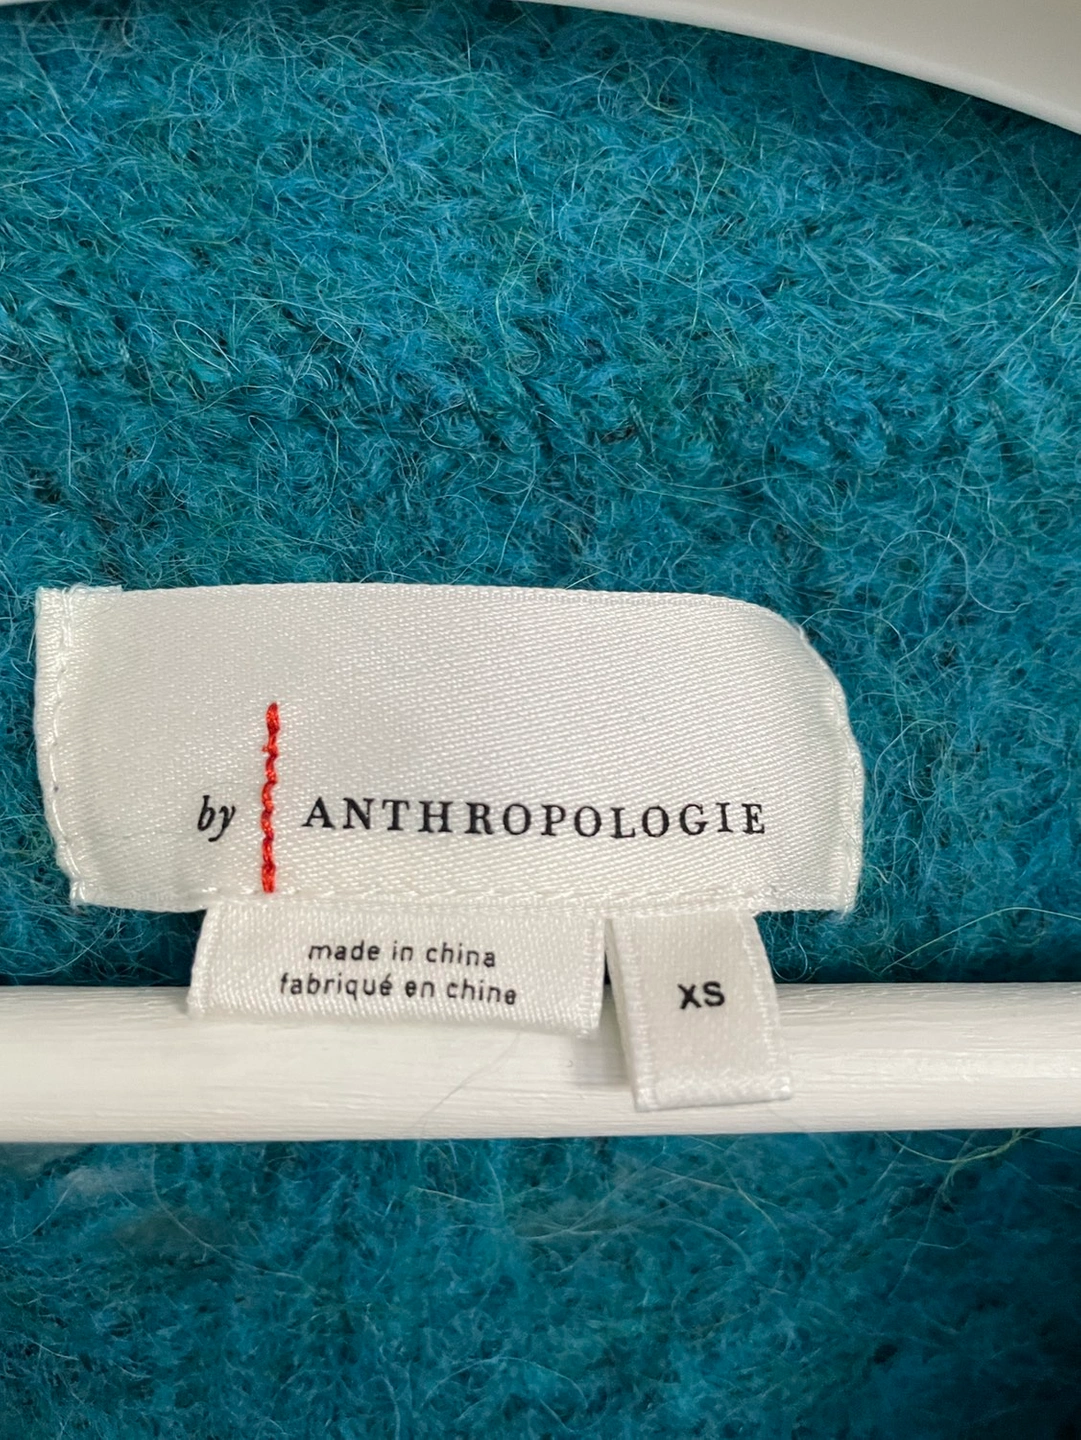 by ANTHROPOLOGIE
made in china
fabriqué en chine
XS